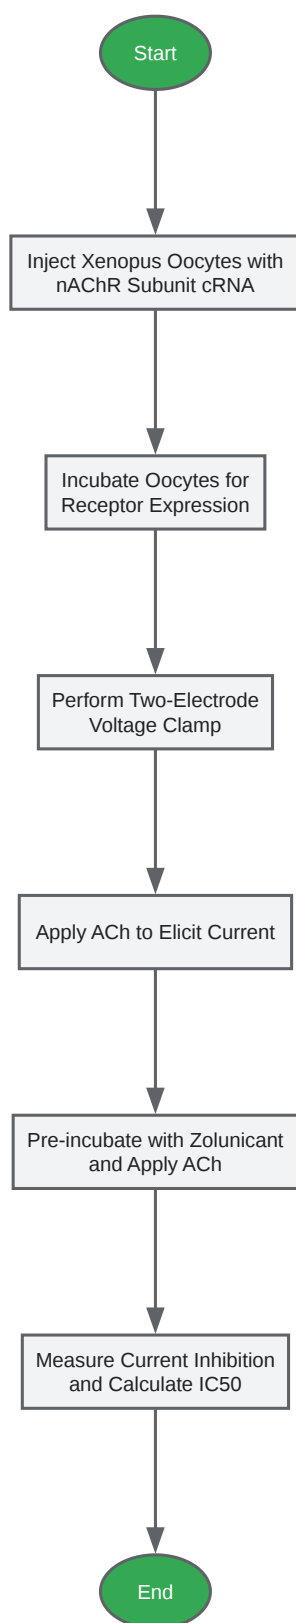 Start
Inject Xenopus Oocytes with
nAChR Subunit cRNA
Incubate Oocytes for
Receptor Expression
Perform Two-Electrode
Voltage Clamp
Apply ACh to Elicit Current
Pre-incubate with Zolunicant
and Apply ACh
Measure Current Inhibition
and Calculate IC50
End